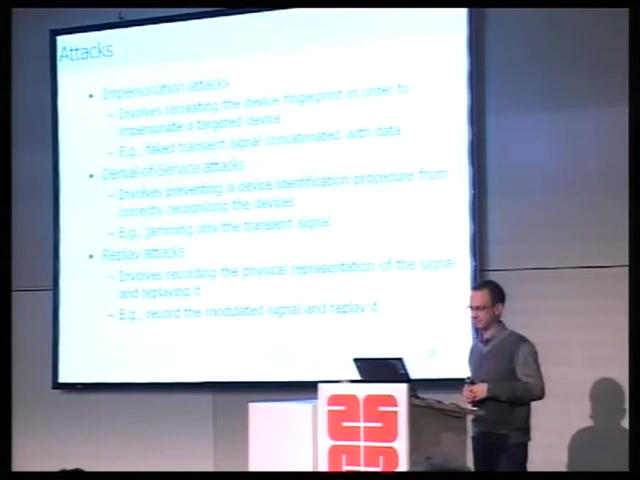 Attacks
• Impersonation attacks
– Involves recreating the device fingerprint in order to
impersonate a targeted device
– E.g., faked transient signal concatenated with data
• Denial-of-Service attacks
– Involves preventing a device identification procedure from
correctly recognizing the devices
– E.g., jamming only the transient signal
• Replay attacks
– Involves recording the physical representation of the signal
and replaying it
– E.g., record the modulated signal and replay it